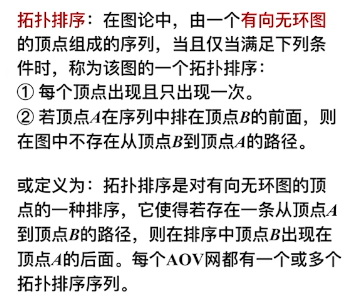 拓扑排序：在图论中，由一个有向无环图
的顶点组成的序列，当且仅当满足下列条
件时，称为该图的一个拓扑排序：
① 每个顶点出现且只出现一次。
② 若顶点A在序列中排在顶点B的前面，则
在图中不存在从顶点B到顶点A的路径。
或定义为：拓扑排序是对有向无环图的顶
点的一种排序，它使得若存在一条从顶点A
到顶点B的路径，则在排序中顶点B出现在
顶点A的后面。每个AOV网都有一个或多个
拓扑排序序列。